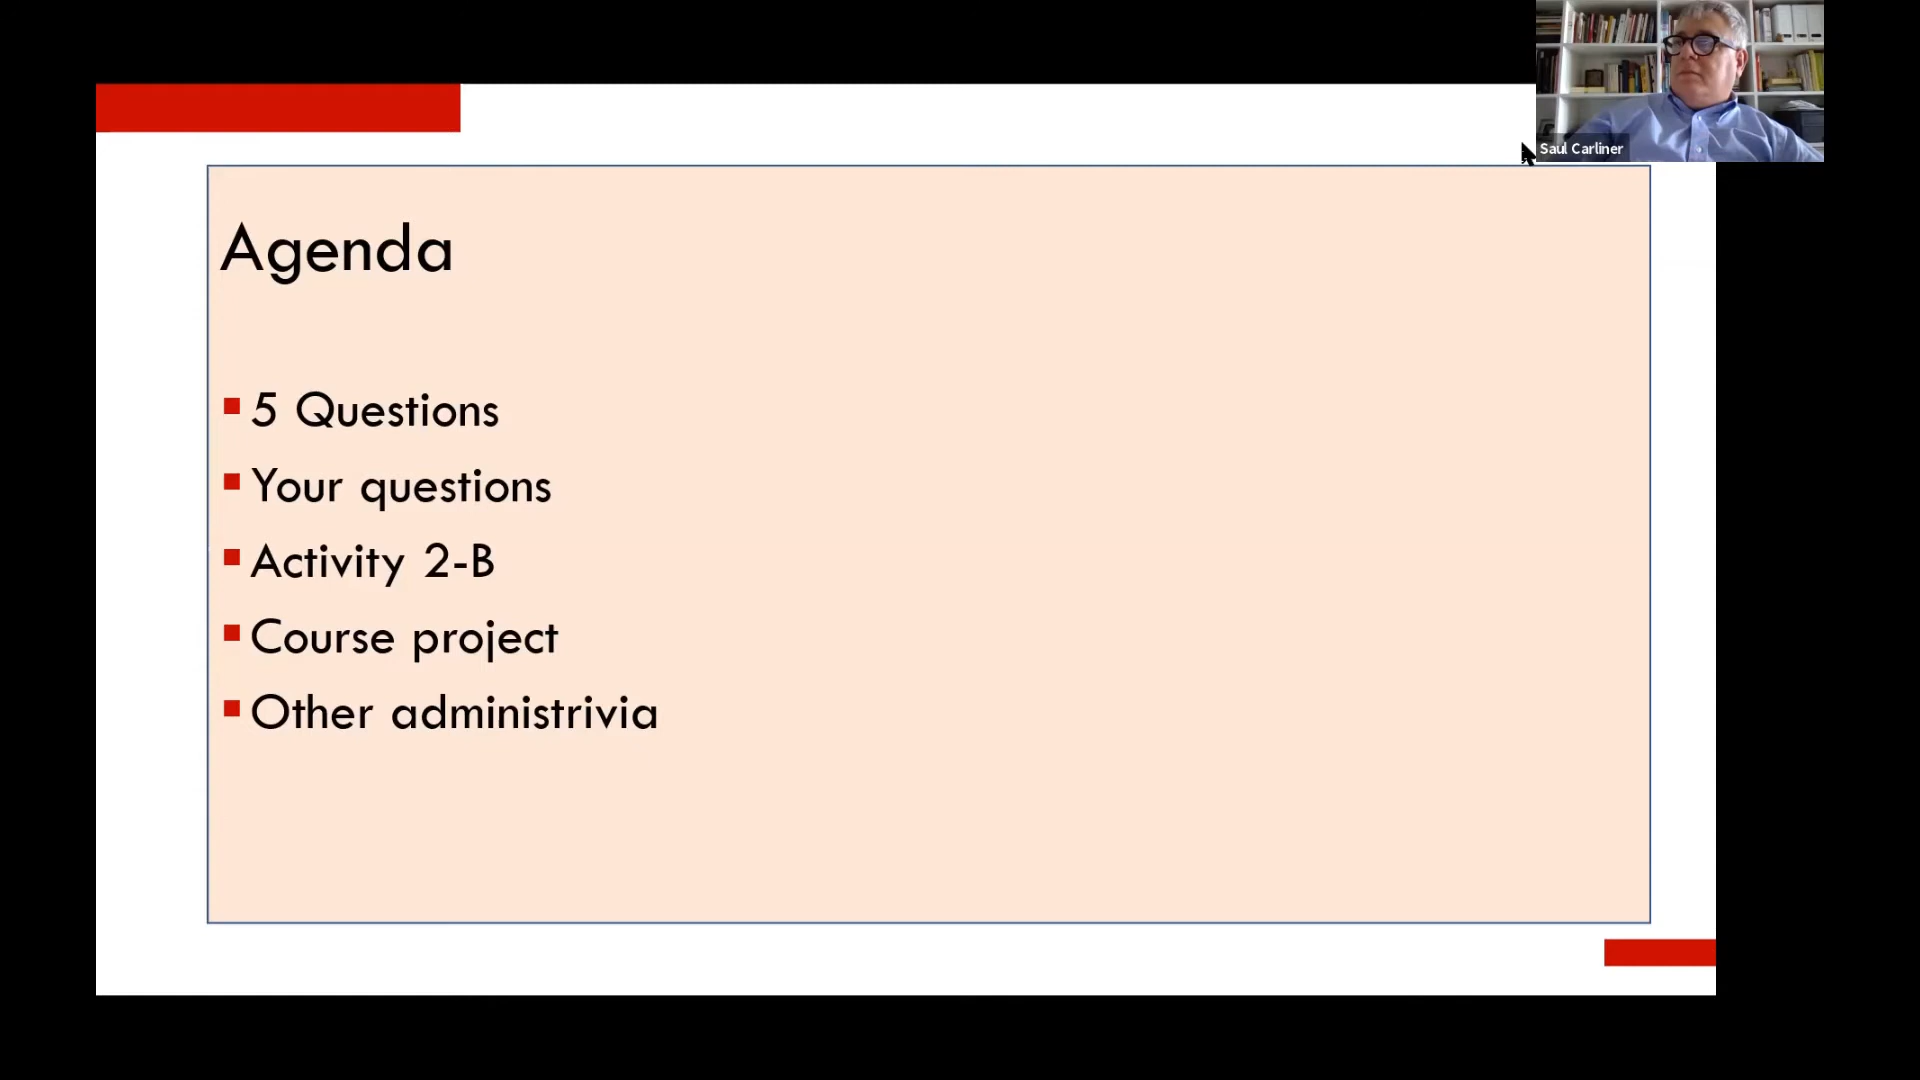 Saul Carliner
Agenda
5 Questions
Your questions
Activity 2-B
Course project
Other administrivia